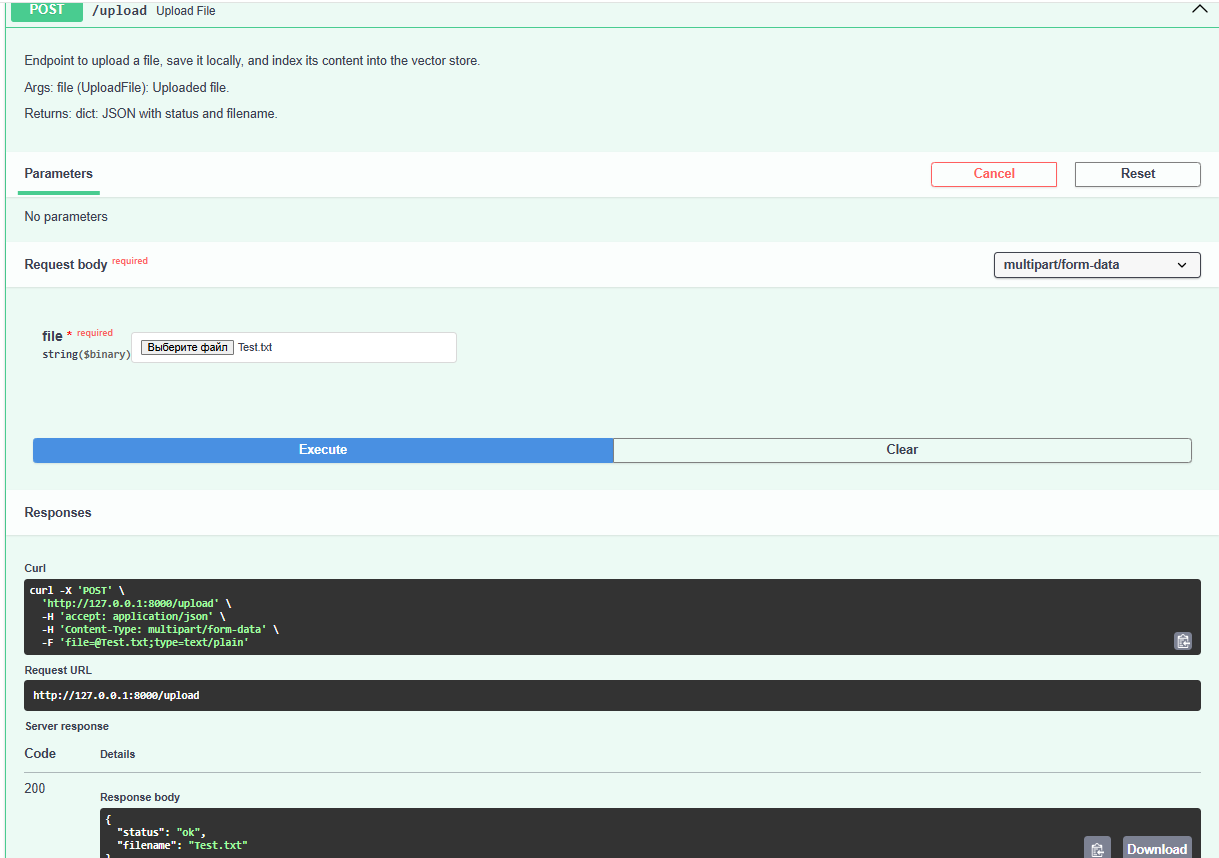 POST /upload Upload File
Endpoint to upload a file, save it locally, and index its content into the vector store.
Args: file (UploadFile): Uploaded file.
Returns: dict: JSON with status and filename.
Parameters Cancel Reset
No parameters
Request body required multipart/form-data
file * required
string($binary) Выберите файл Test.txt
Execute Clear
Responses
Curl
curl -X 'POST' \
'http://127.0.0.1:8000/upload' \
-H 'accept: application/json' \
-H 'Content-Type: multipart/form-data' \
-F 'file=@Test.txt;type=text/plain'
Request URL
http://127.0.0.1:8000/upload
Server response
Code Details
200
Response body
{
"status": "ok",
"filename": "Test.txt"
}
Download